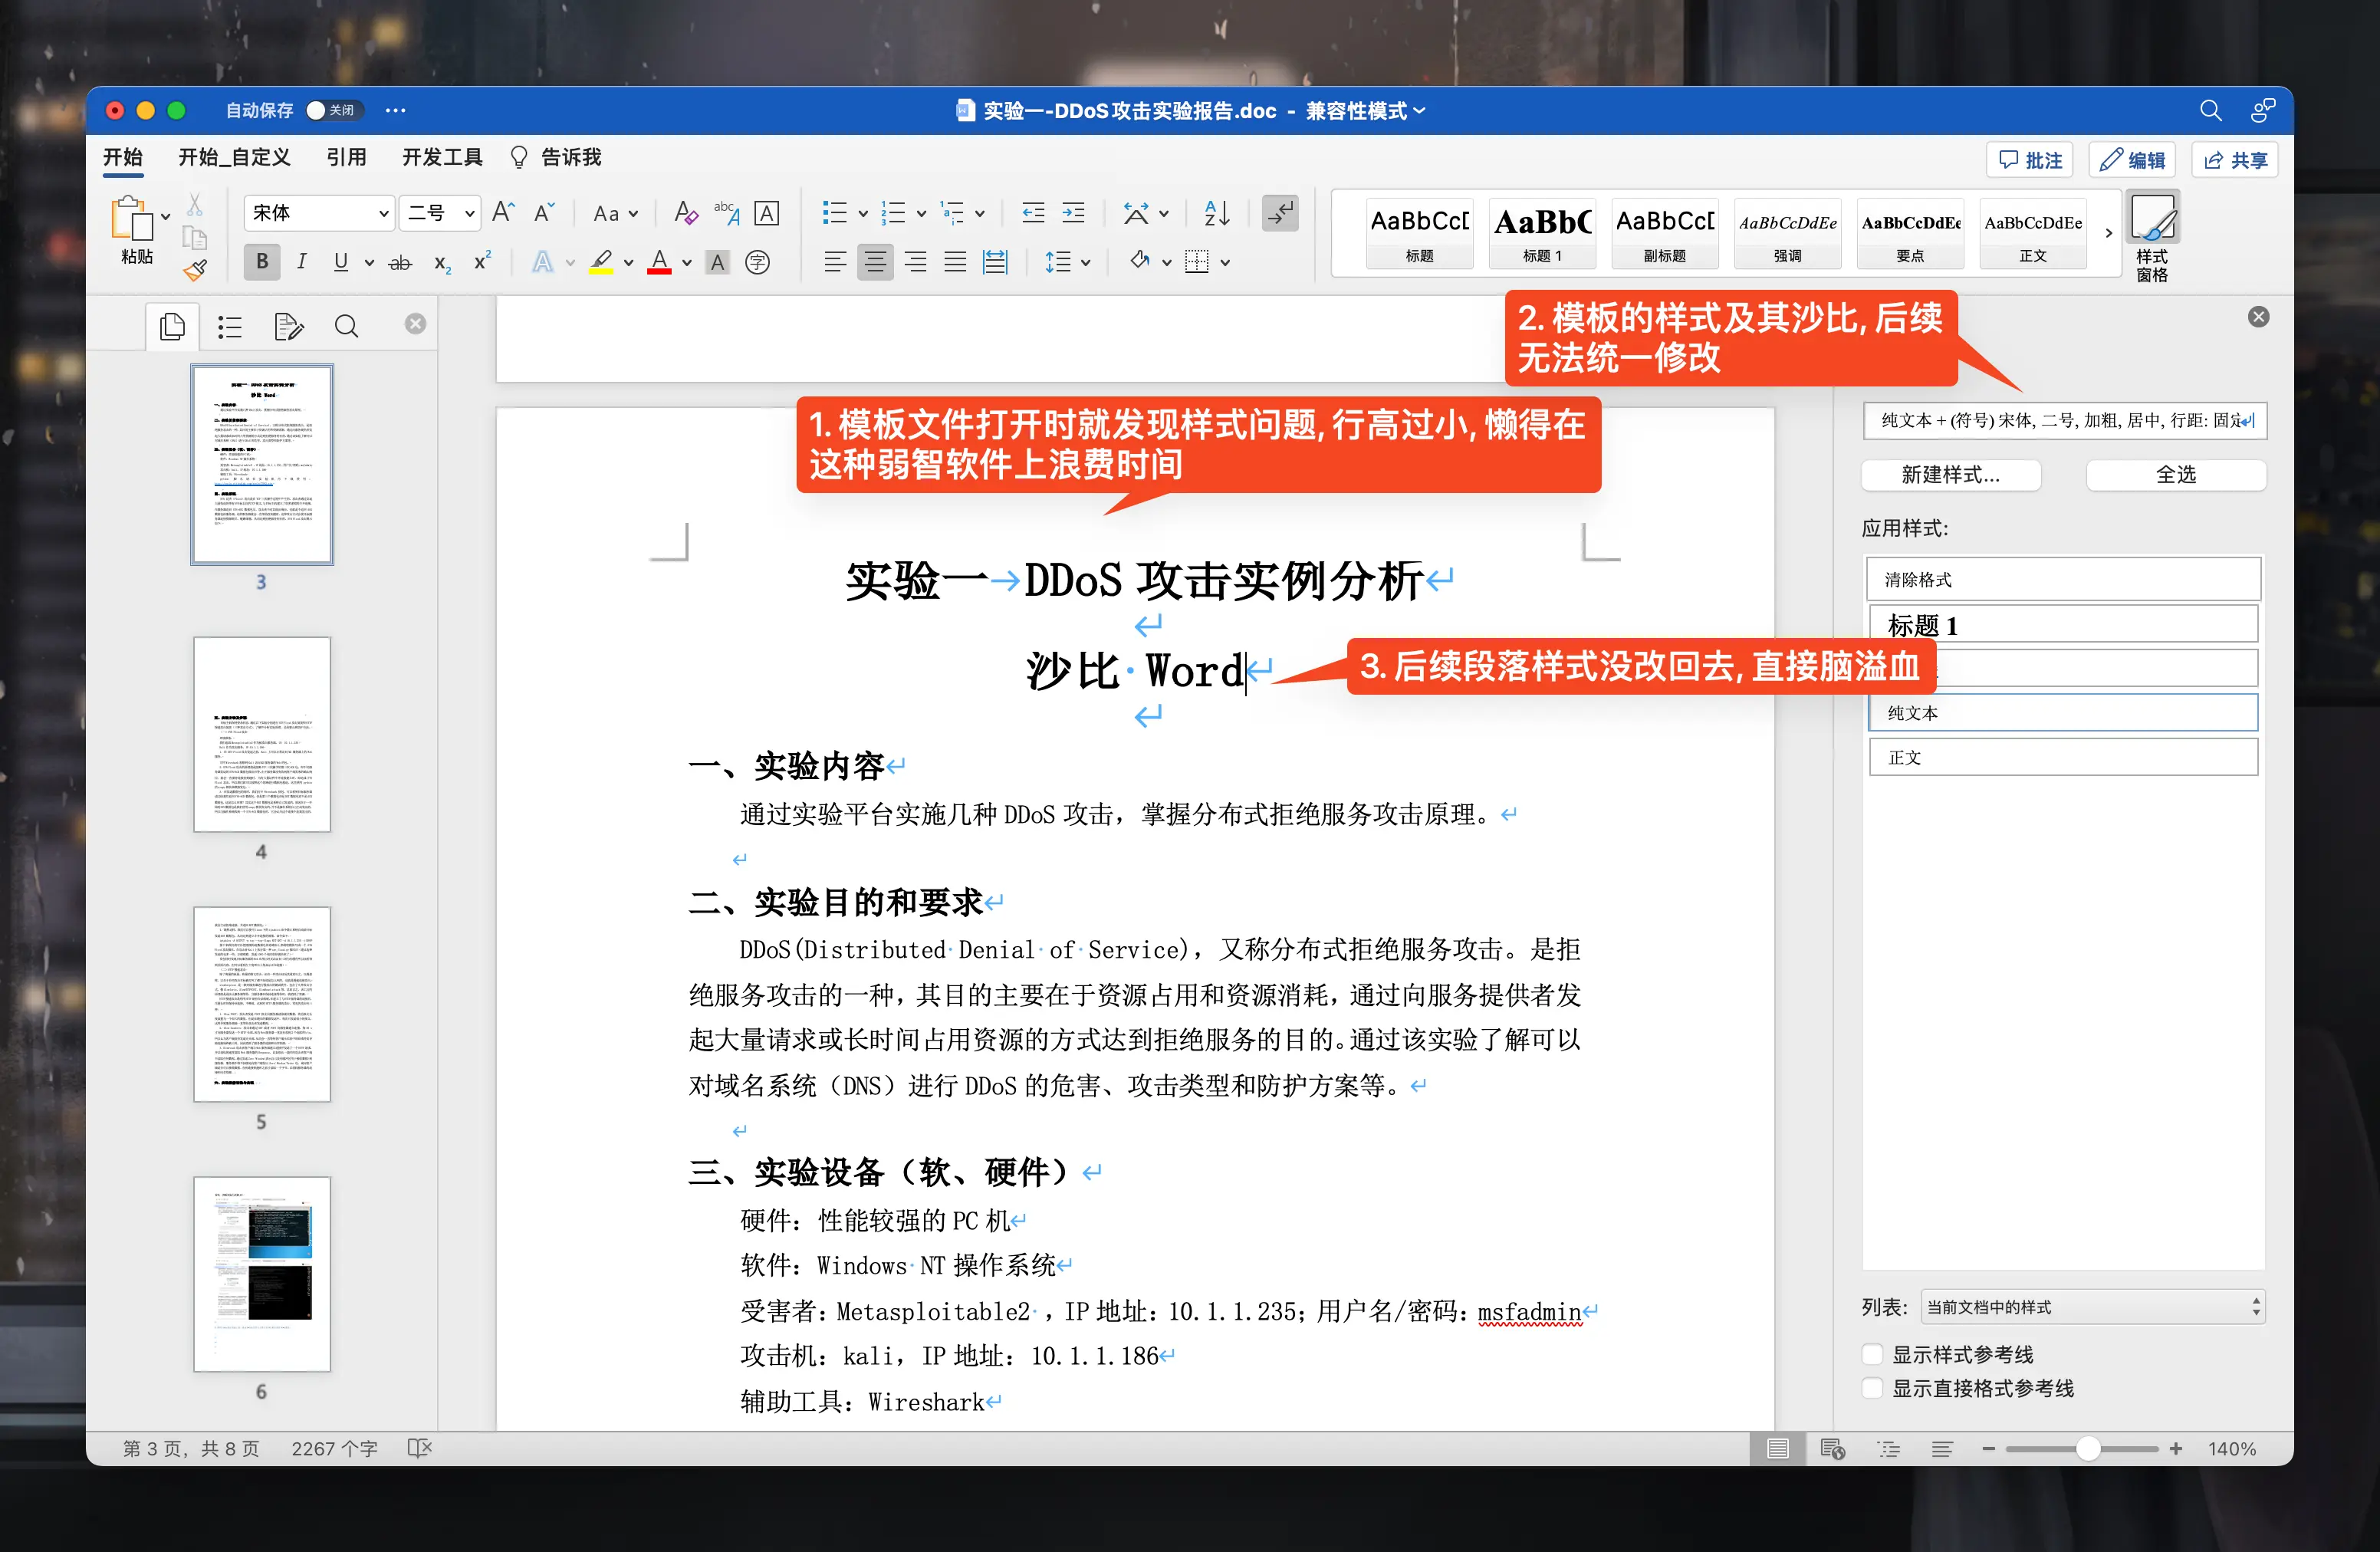 自动保存 关闭 ...
实验一-DDoS攻击实验报告.doc - 兼容性模式
开始 开始_自定义 引用 开发工具 告诉我
批注 编辑 共享
粘贴
宋体 二号
AaBbCcD 标题
AaBbC 标题 1
AaBbCcD 副标题
AaBbCcDdEe 强调
AaBbCcDdEe 要点
AaBbCcDdEe 正文
样式
窗格
2. 模板的样式及其沙比, 后续
无法统一修改
1. 模板文件打开时就发现样式问题, 行高过小, 懒得在
这种弱智软件上浪费时间
实验一→DDoS 攻击实例分析↵
↵
沙比· Word↵
3. 后续段落样式没改回去, 直接脑溢血
↵
一、实验内容↵
通过实验平台实施几种 DDoS 攻击，掌握分布式拒绝服务攻击原理。↵
↵
二、实验目的和要求↵
DDoS(Distributed· Denial· of· Service)，又称分布式拒绝服务攻击。是拒
绝服务攻击的一种，其目的主要在于资源占用和资源消耗，通过向服务提供者发
起大量请求或长时间占用资源的方式达到拒绝服务的目的。通过该实验了解可以
对域名系统（DNS）进行 DDoS 的危害、攻击类型和防护方案等。↵
↵
三、实验设备（软、硬件）↵
硬件：性能较强的 PC 机↵
软件：Windows· NT 操作系统↵
受害者：Metasploitable2· ，IP 地址：10.1.1.235；用户名/密码：msfadmin↵
攻击机：kali，IP 地址：10.1.1.186↵
辅助工具：Wireshark↵
3
4
5
6
纯文本 + (符号) 宋体, 二号, 加粗, 居中, 行距: 固定↵
新建样式... 全选
应用样式:
清除格式
标题 1
纯文本
正文
列表: 当前文档中的样式
显示样式参考线
显示直接格式参考线
第 3 页，共 8 页 2267 个字
140%